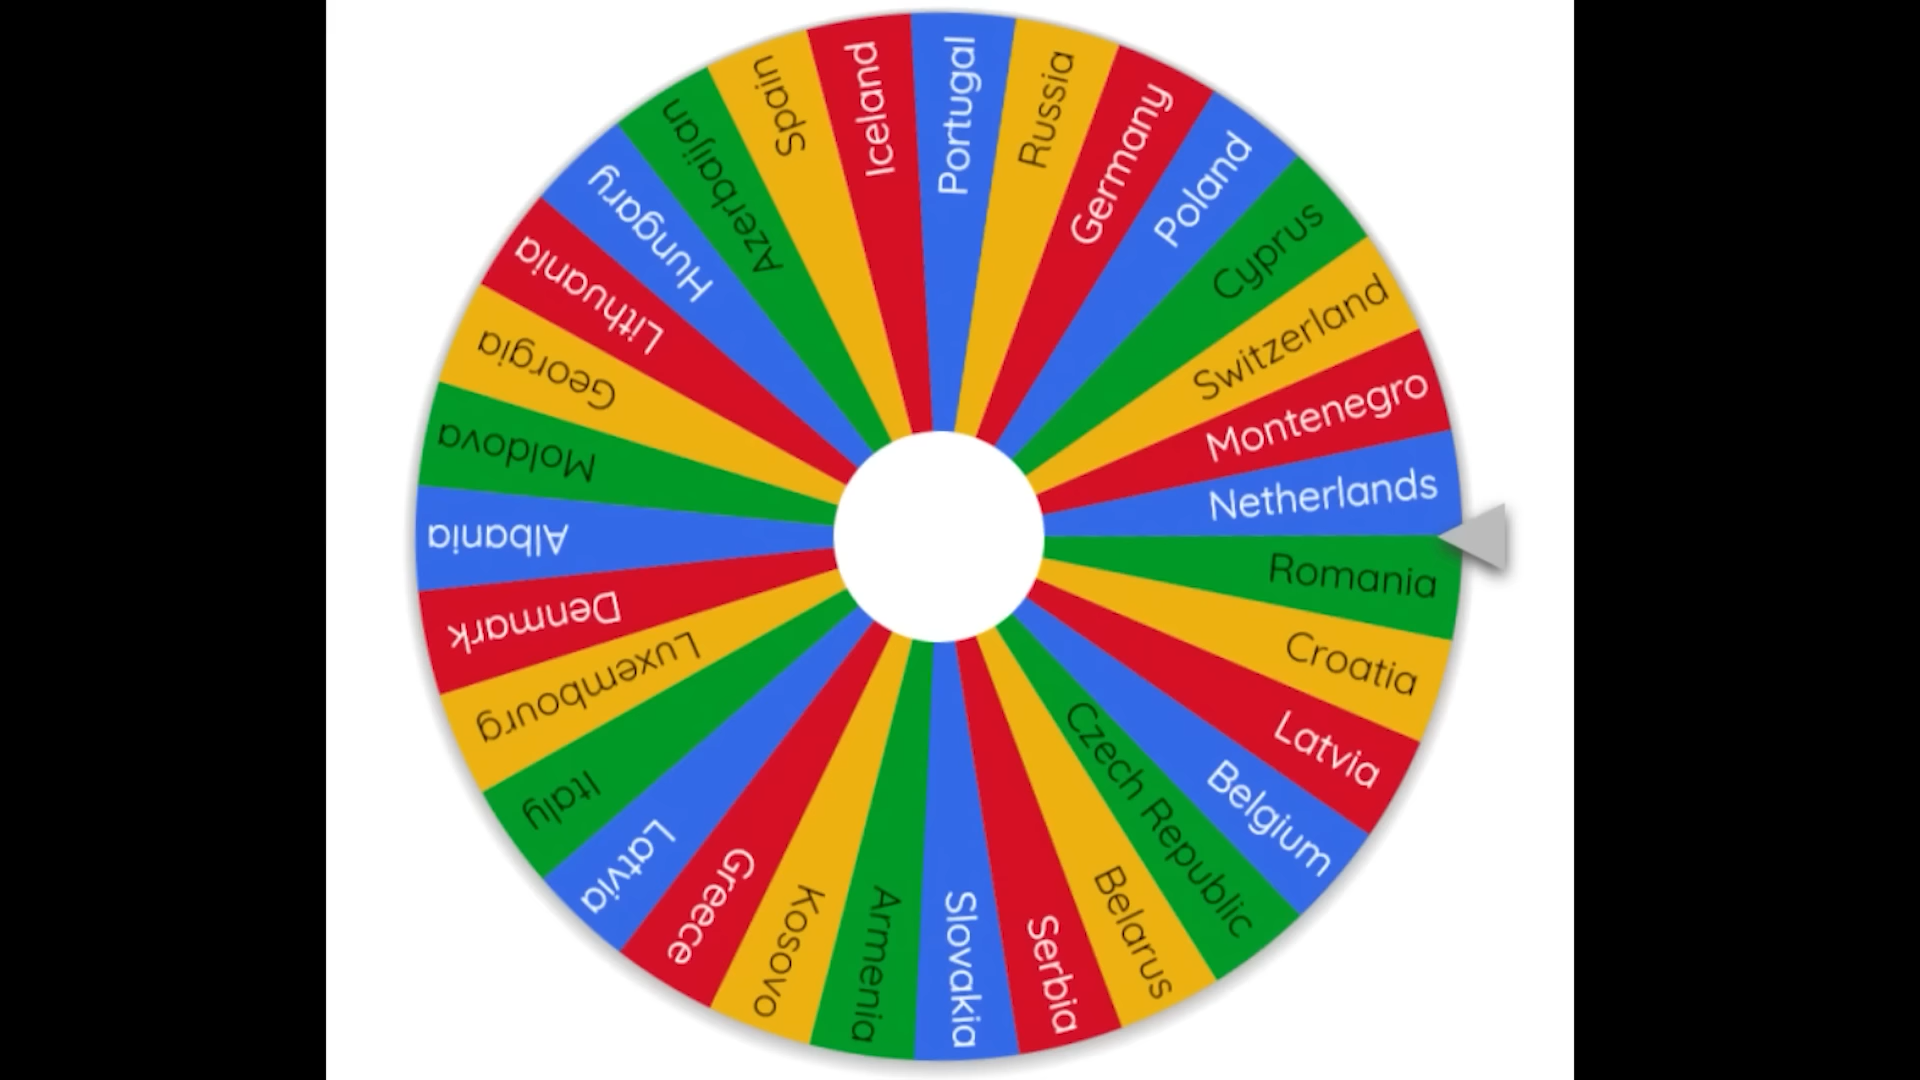 Portugal
Russia
Germany
Poland
Cyprus
Switzerland
Montenegro
Netherlands
Romania
Croatia
Latvia
Belgium
Czech Republic
Belarus
Serbia
Slovakia
Armenia
Kosovo
Greece
Latvia
Italy
Luxembourg
Denmark
Albania
Moldova
Georgia
Lithuania
Hungary
Azerbaijan
Spain
Iceland